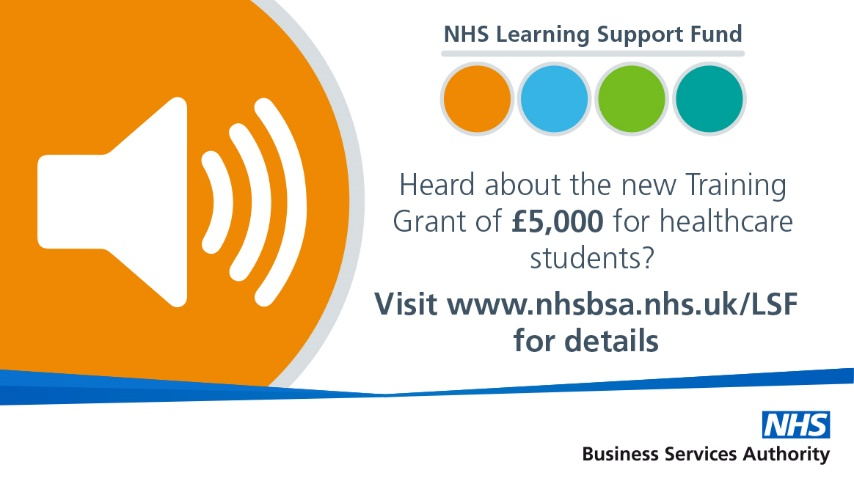 NHS Learning Support Fund
Heard about the new Training
Grant of £5,000 for healthcare
students?
Visit www.nhsbsa.nhs.uk/LSF
for details
NHS
Business Services Authority